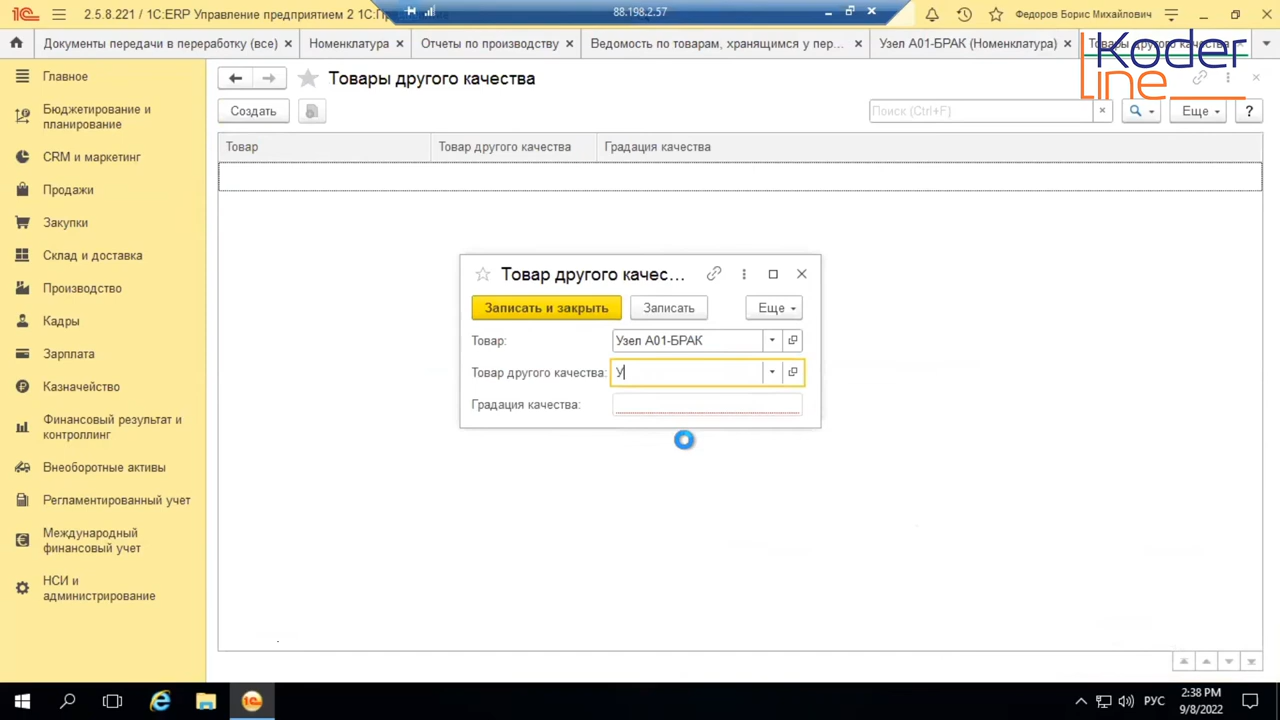 2.5.8.221 / 1C:ERP Управление предприятием 2 1С:Пр
88.198.2.57
Федоров Борис Михайлович
Документы передачи в переработку (все)
Номенклатура
Отчеты по производству
Ведомость по товарам, хранящимся у пер...
Узел А01-БРАК (Номенклатура)
Товары другого качества
Koder
line
Главное
Бюджетирование и
планирование
CRM и маркетинг
Продажи
Закупки
Склад и доставка
Производство
Кадры
Зарплата
Казначейство
Финансовый результат и
контроллинг
Внеоборотные активы
Регламентированный учет
Международный
финансовый учет
НСИ и
администрирование
Товары другого качества
Создать
Поиск (Ctrl+F)
Еще
?
Товар
Товар другого качества
Градация качества
Товар другого качес...
Записать и закрыть
Записать
Еще
Товар:
Узел А01-БРАК
Товар другого качества:
У
Градация качества:
РУС
2:38 PM
9/8/2022